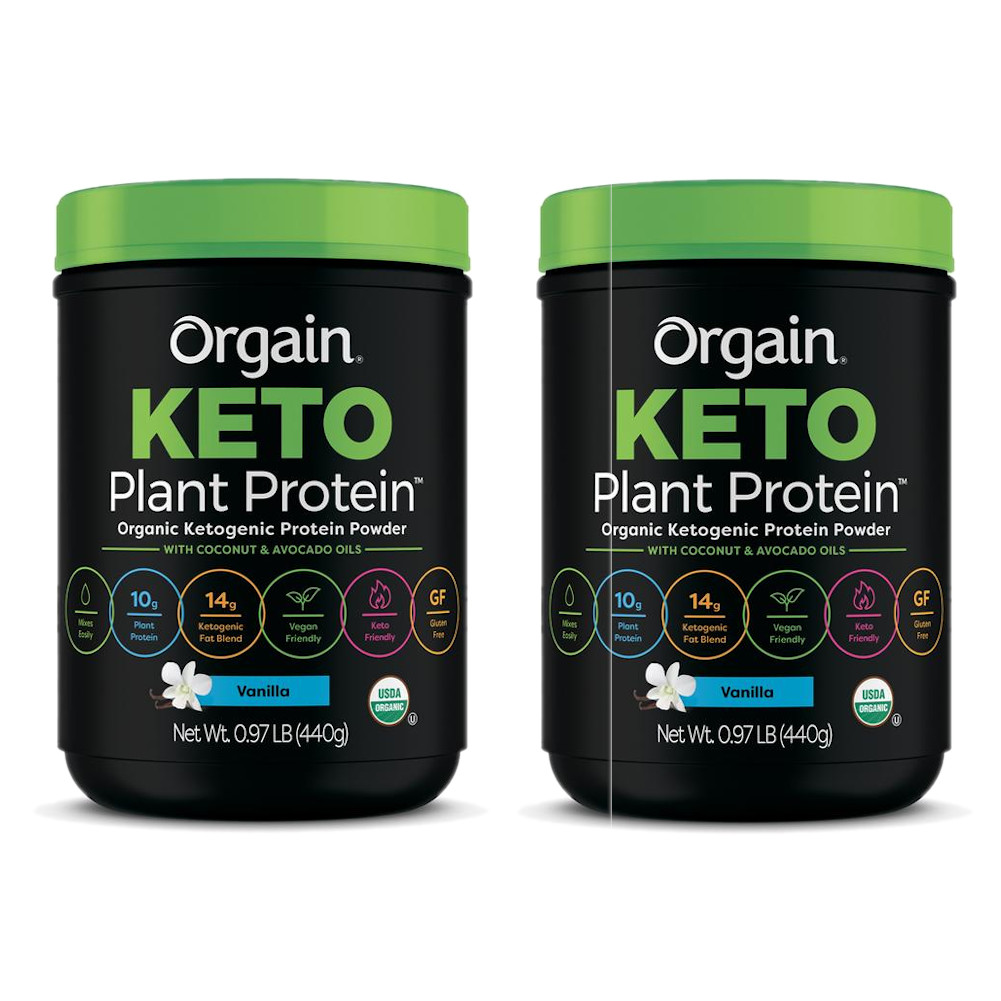 Orgain®
KETO
Plant Protein™
Organic Ketogenic Protein Powder
WITH COCONUT & AVOCADO OILS
Mixes
Easily
10g
Plant
Protein
14g
Ketogenic
Fat Blend
Vegan
Friendly
Keto
Friendly
GF
Gluten
Free
Vanilla
USDA
ORGANIC
U
Net Wt. 0.97 LB (440g)
Orgain®
KETO
Plant Protein™
Organic Ketogenic Protein Powder
WITH COCONUT & AVOCADO OILS
Mixes
Easily
10g
Plant
Protein
14g
Ketogenic
Fat Blend
Vegan
Friendly
Keto
Friendly
GF
Gluten
Free
Vanilla
USDA
ORGANIC
U
Net Wt. 0.97 LB (440g)